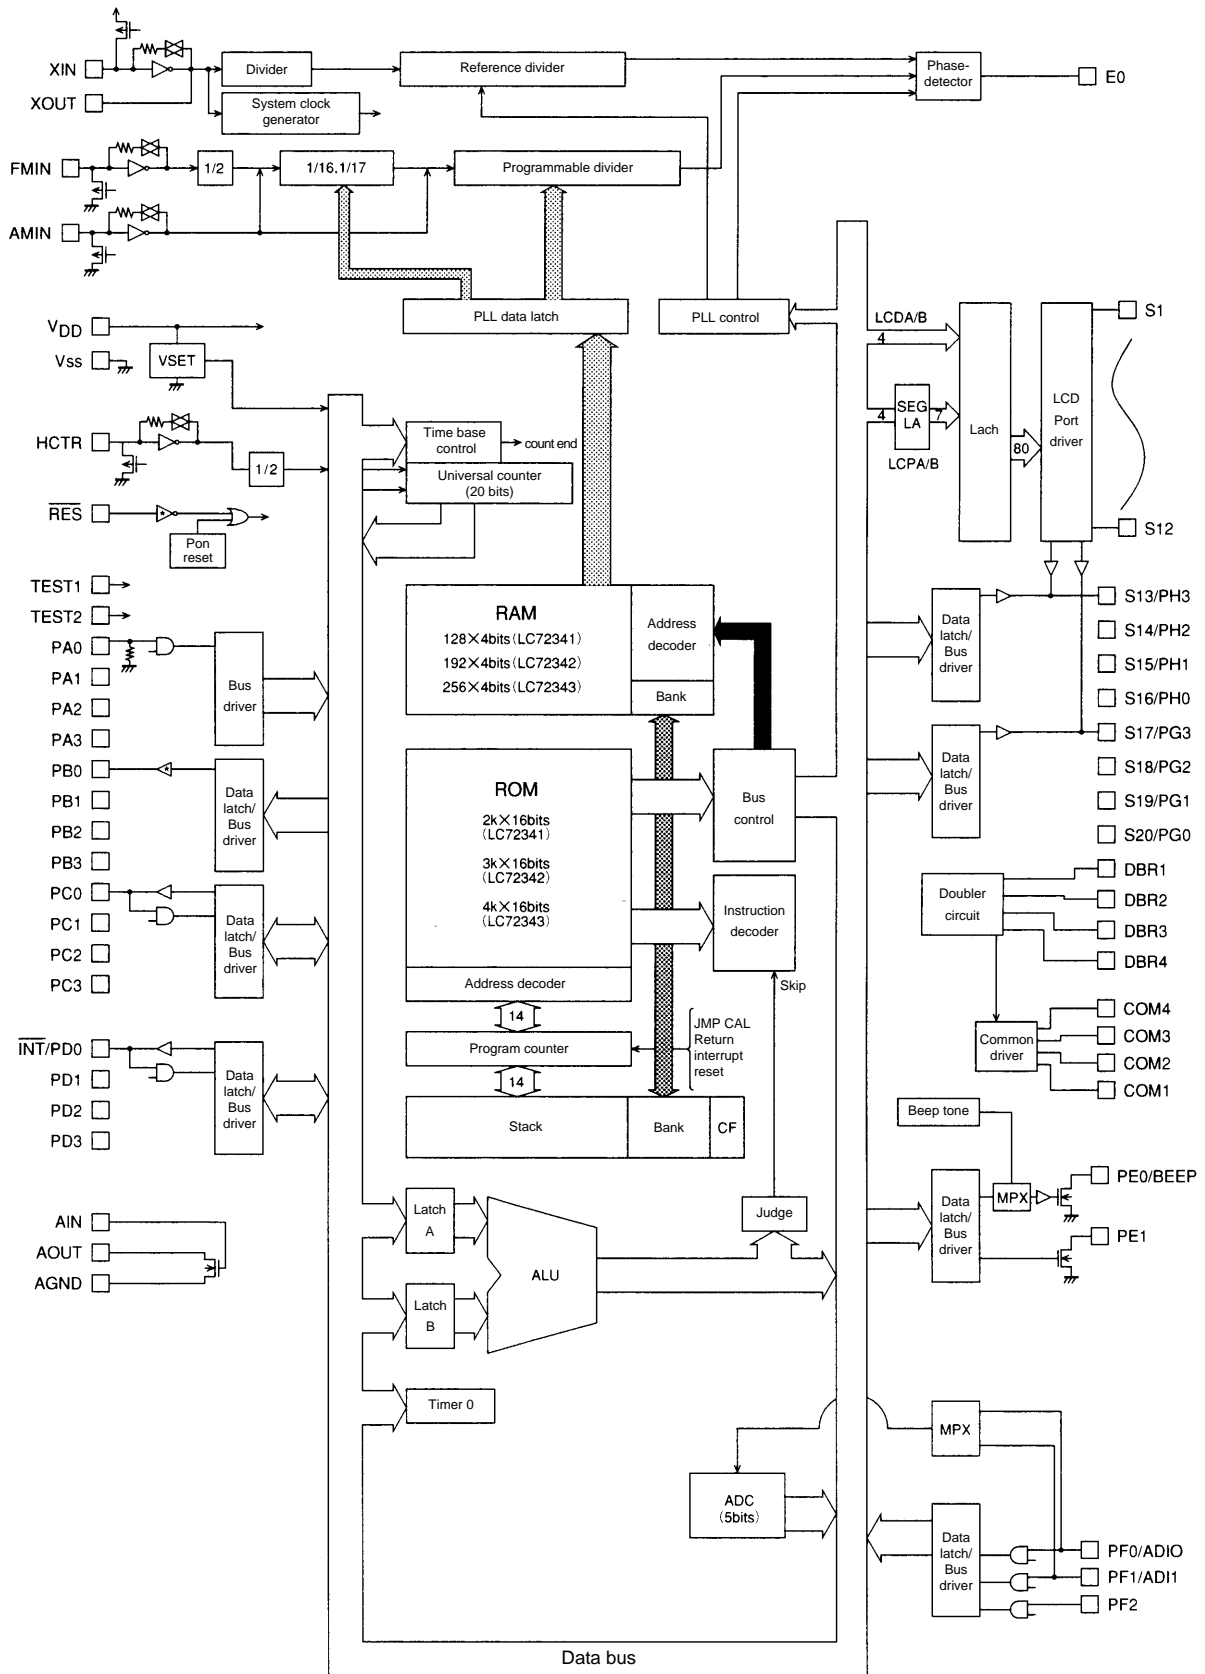 XIN
XOUT
Divider
Reference divider
Phase-
detector
E0
System clock
generator
FMIN
1/2
1/16,1/17
Programmable divider
AMIN
PLL data latch
PLL control
VDD
Vss
VSET
HCTR
1/2
RES
Pon
reset
Time base
control
count end
Universal counter
(20 bits)
LCDA/B
4
4
SEG
LA
7
LCPA/B
Lach
80
LCD
Port
driver
S1
S12
TEST1
TEST2
PA0
PA1
PA2
PA3
Bus
driver
RAM
128×4bits(LC72341)
192×4bits(LC72342)
256×4bits(LC72343)
Address
decoder
Bank
Data
latch/
Bus
driver
S13/PH3
S14/PH2
S15/PH1
S16/PH0
PB0
PB1
PB2
PB3
Data
latch/
Bus
driver
ROM
2k×16bits
(LC72341)
3k×16bits
(LC72342)
4k×16bits
(LC72343)
Address decoder
Bus
control
Instruction
decoder
Skip
Data
latch/
Bus
driver
S17/PG3
S18/PG2
S19/PG1
S20/PG0
PC0
PC1
PC2
PC3
Data
latch/
Bus
driver
Doubler
circuit
DBR1
DBR2
DBR3
DBR4
14
Program counter
JMP CAL
Return
interrupt
reset
14
Stack
Bank
CF
Common
driver
COM4
COM3
COM2
COM1
INT/PD0
PD1
PD2
PD3
Data
latch/
Bus
driver
Beep tone
MPX
Data
latch/
Bus
driver
PE0/BEEP
PE1
AIN
AOUT
AGND
Latch
A
Latch
B
ALU
Judge
Timer 0
MPX
ADC
(5bits)
Data
latch/
Bus
driver
PF0/ADIO
PF1/ADI1
PF2
Data bus